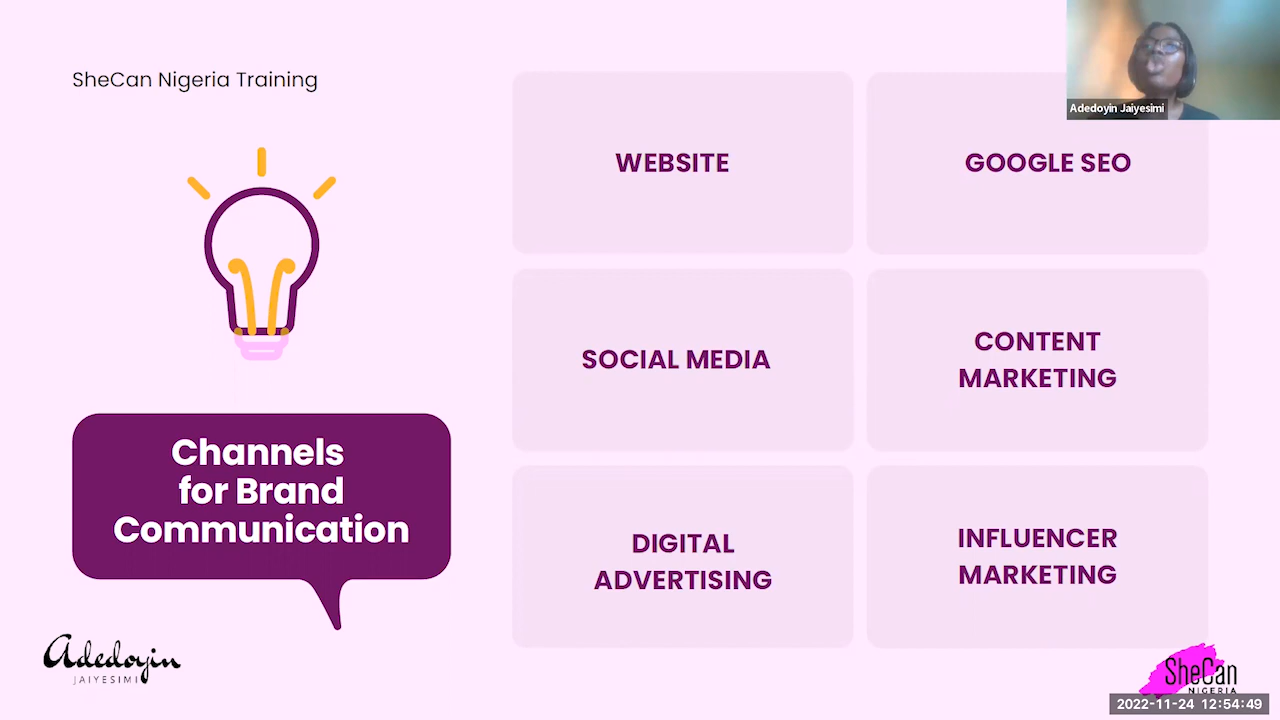 SheCan Nigeria Training
Channels
for Brand
Communication
WEBSITE
GOOGLE SEO
SOCIAL MEDIA
CONTENT
MARKETING
DIGITAL
ADVERTISING
INFLUENCER
MARKETING
Adedoyin Jaiyesimi
Adedoyin
JAIYESIMI
SheCan
NIGERIA
2022-11-24 12:54:49